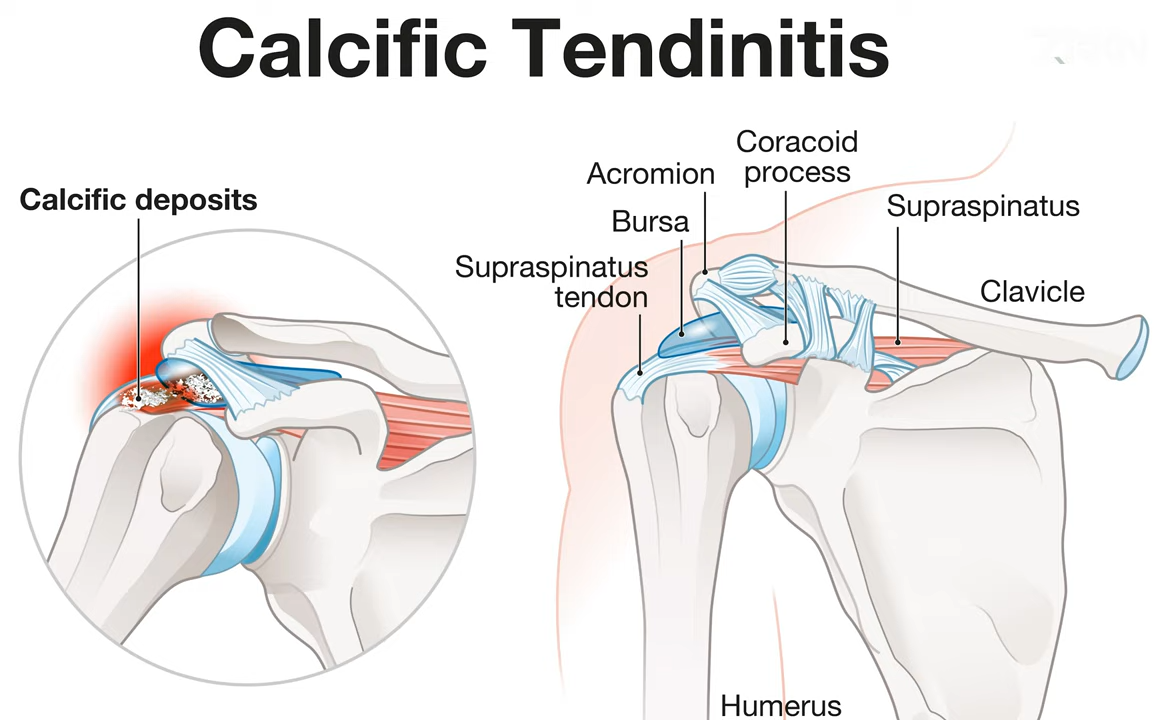 Calcific Tendinitis
Calcific deposits
Coracoid
process
Acromion
Bursa
Supraspinatus
Supraspinatus
tendon
Clavicle
Humerus